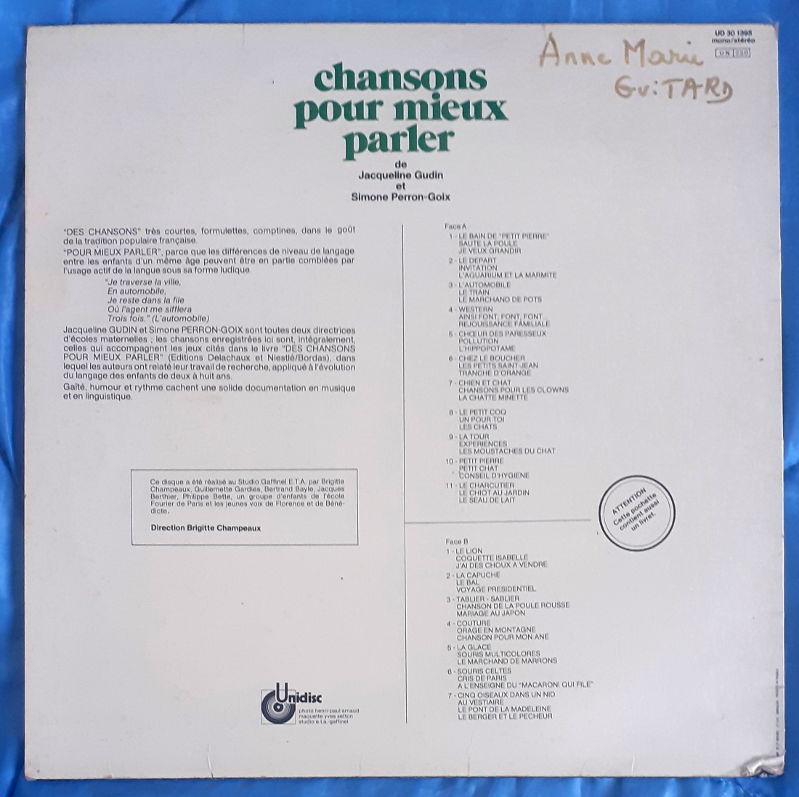 UD 30 1395
mono/stéréo
Anne Marie
GuiTARD
chansons
pour mieux
parler
de
Jacqueline Gudin
et
Simone Perron-Goix
"DES CHANSONS" très courtes, formulettes, comptines, dans le goût
de la tradition populaire française.
"POUR MIEUX PARLER", parce que les différences de niveau de langage
entre les enfants d'un même âge peuvent être en partie comblées par
l'usage actif de la langue sous sa forme ludique.
"Je traverse la ville,
En automobile,
Je reste dans la file
Où l'agent me sifflera
Trois fois." (L'automobile)
Jacqueline GUDIN et Simone PERRON-GOIX sont toutes deux directrices
d'écoles maternelles ; les chansons enregistrées ici sont, intégralement,
celles qui accompagnent les jeux cités dans le livre "DES CHANSONS
POUR MIEUX PARLER" (Editions Delachaux et Niestlé/Bordas), dans
lequel les auteurs ont relaté leur travail de recherche, appliqué à l'évolution
du langage des enfants de deux à huit ans.
Gaîté, humour et rythme cachent une solide documentation en musique
et en linguistique.
Ce disque a été réalisé au Studio Gaffinel E.T.A. par Brigitte
Champeaux, Guillemette Gardies, Bertrand Bayle, Jacques
Berthier, Philippe Bette, un groupe d'enfants de l'école
Fourier de Paris et les jeunes voix de Florence et de Béné-
dicte.
Direction Brigitte Champeaux
Unidisc
photo henri-paul arnaud
maquette yves setton
studio e.t.a.-gaffinel
Face A
1 - LE BAIN DE "PETIT PIERRE"
SAUTE LA POULE
JE VEUX GRANDIR
2 - LE DEPART
INVITATION
L'AQUARIUM ET LA MARMITE
3 - L'AUTOMOBILE
LE TRAIN
LE MARCHAND DE POTS
4 - WESTERN
AINSI FONT, FONT, FONT
REJOUISSANCE FAMILIALE
5 - CHŒUR DES PARESSEUX
POLLUTION
L'HIPPOPOTAME
6 - CHEZ LE BOUCHER
LES PETITS SAINT-JEAN
TRANCHE D'ORANGE
7 - CHIEN ET CHAT
CHANSONS POUR LES CLOWNS
LA CHATTE MINETTE
8 - LE PETIT COQ
UN POUR TOI
LES CHATS
9 - LA TOUR
EXPERIENCES
LES MOUSTACHES DU CHAT
10 - PETIT PIERRE
PETIT CHAT
CONSEIL D'HYGIENE
11 - LE CHARCUTIER
LE CHIOT AU JARDIN
LE SEAU DE LAIT
ATTENTION
Cette pochette
contient aussi
un livret.
Face B
1 - LE LION
COQUETTE ISABELLE
J'AI DES CHOUX A VENDRE
2 - LA CAPUCHE
LE BAL
VOYAGE PRESIDENTIEL
3 - TABLIER - SABLIER
CHANSON DE LA POULE ROUSSE
MARIAGE AU JAPON
4 - COUTURE
ORAGE EN MONTAGNE
CHANSON POUR MON ANE
5 - LA GLACE
SOURIS MULTICOLORES
LE MARCHAND DE MARRONS
6 - SOURIS CELTES
CRIS DE PARIS
A L'ENSEIGNE DU "MACARONI QUI FILE"
7 - CINQ OISEAUX DANS UN NID
AU VESTIAIRE
LE PONT DE LA MADELEINE
LE BERGER ET LE PECHEUR